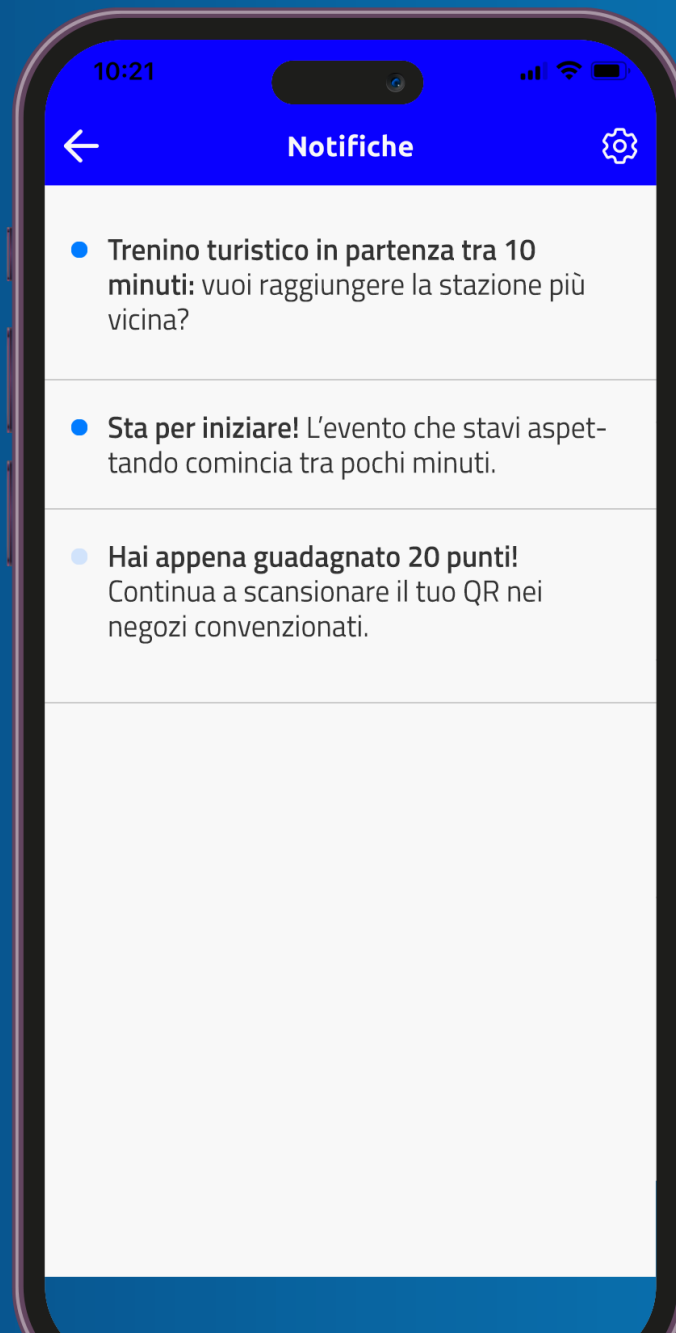 10:21
Notifiche
Trenino turistico in partenza tra 10
minuti: vuoi raggiungere la stazione più
vicina?
Sta per iniziare! L’evento che stavi aspet-
tando comincia tra pochi minuti.
Hai appena guadagnato 20 punti!
Continua a scansionare il tuo QR nei
negozi convenzionati.